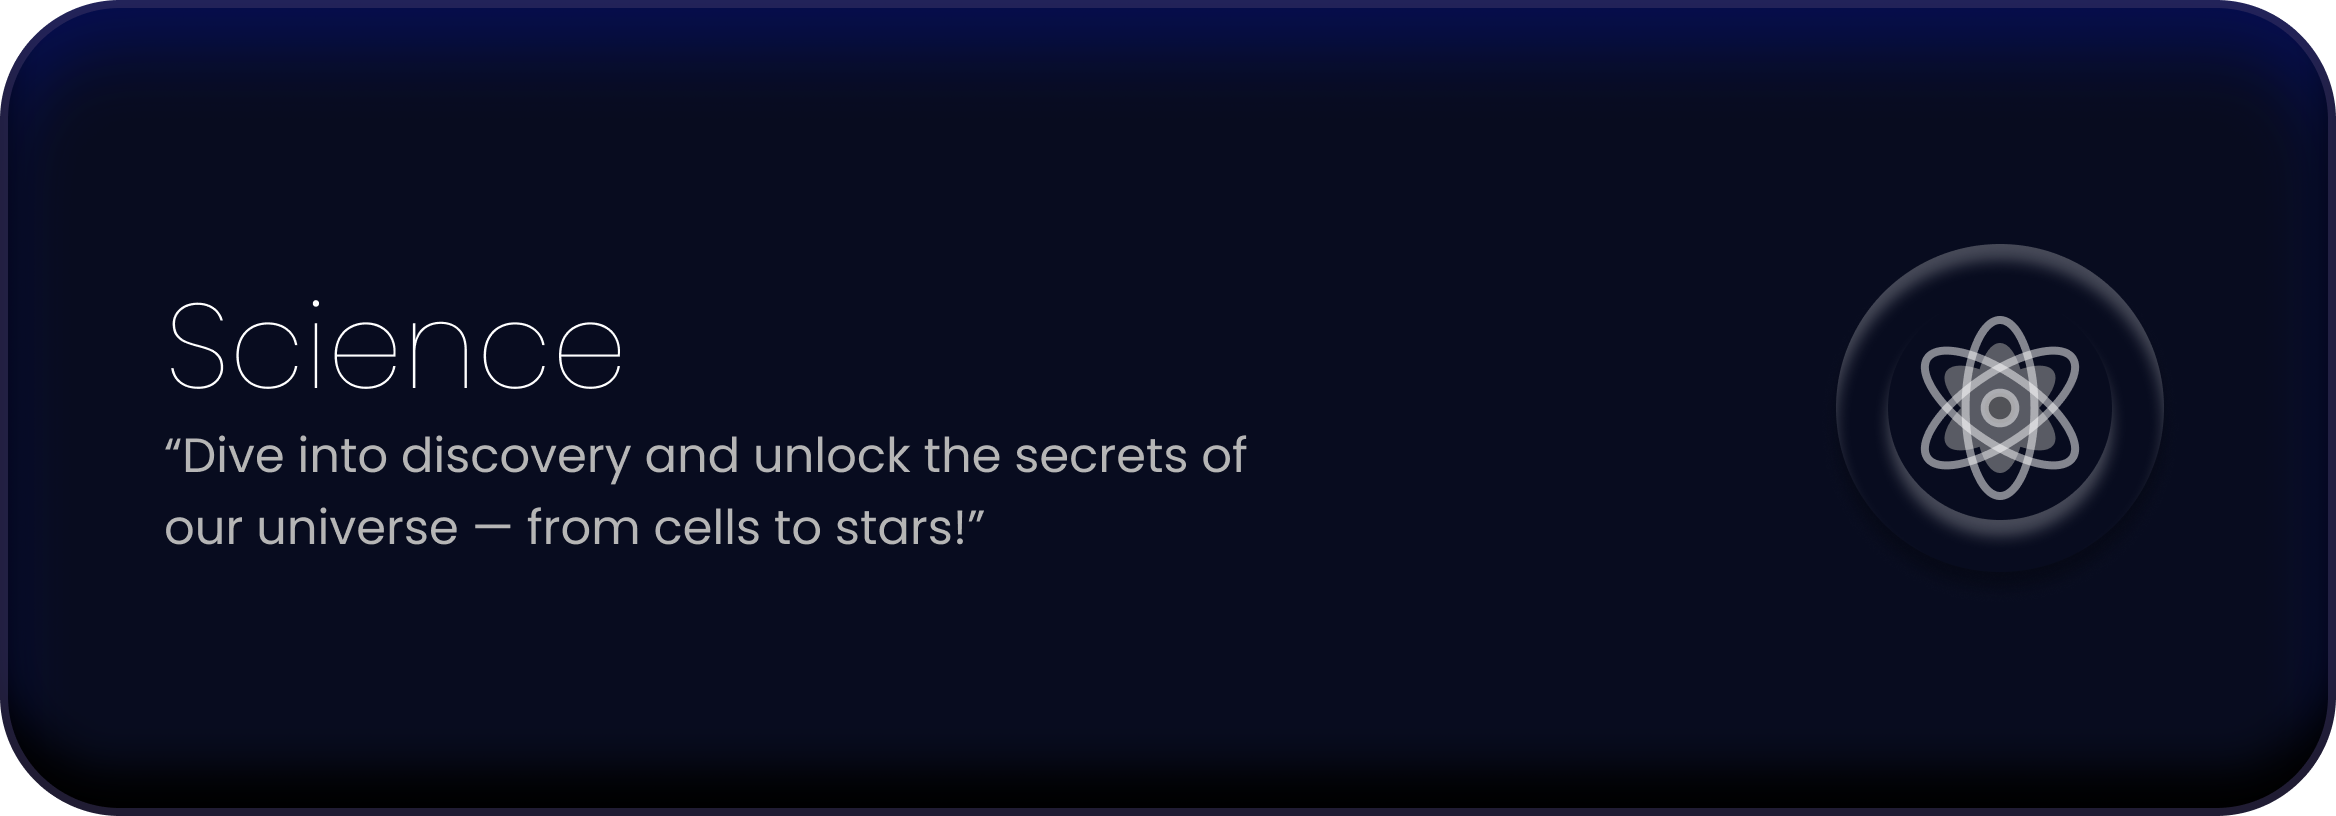 Science
“Dive into discovery and unlock the secrets of
our universe — from cells to stars!”